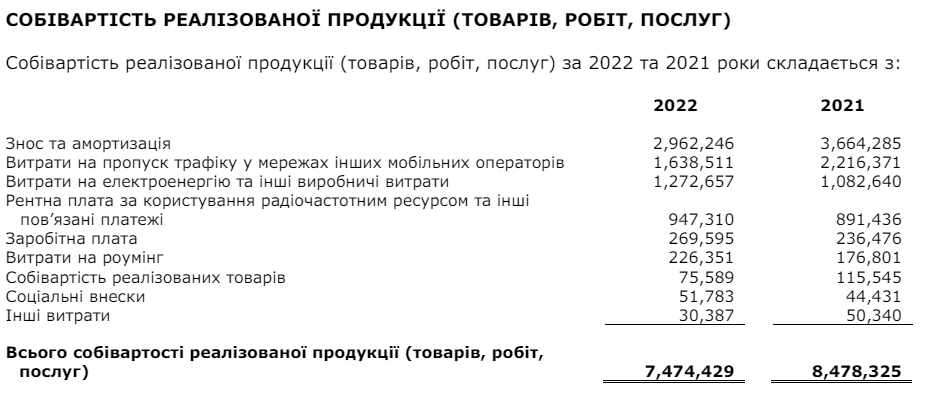 СОБІВАРТІСТЬ РЕАЛІЗОВАНОЇ ПРОДУКЦІЇ (ТОВАРІВ, РОБІТ, ПОСЛУГ)
Собівартість реалізованої продукції (товарів, робіт, послуг) за 2022 та 2021 роки складається з:
2022 2021
Знос та амортизація 2,962,246 3,664,285
Витрати на пропуск трафіку у мережах інших мобільних операторів 1,638,511 2,216,371
Витрати на електроенергію та інші виробничі витрати 1,272,657 1,082,640
Рентна плата за користування радіочастотним ресурсом та інші
пов’язані платежі 947,310 891,436
Заробітна плата 269,595 236,476
Витрати на роумінг 226,351 176,801
Собівартість реалізованих товарів 75,589 115,545
Соціальні внески 51,783 44,431
Інші витрати 30,387 50,340
Всього собівартості реалізованої продукції (товарів, робіт,
послуг) 7,474,429 8,478,325